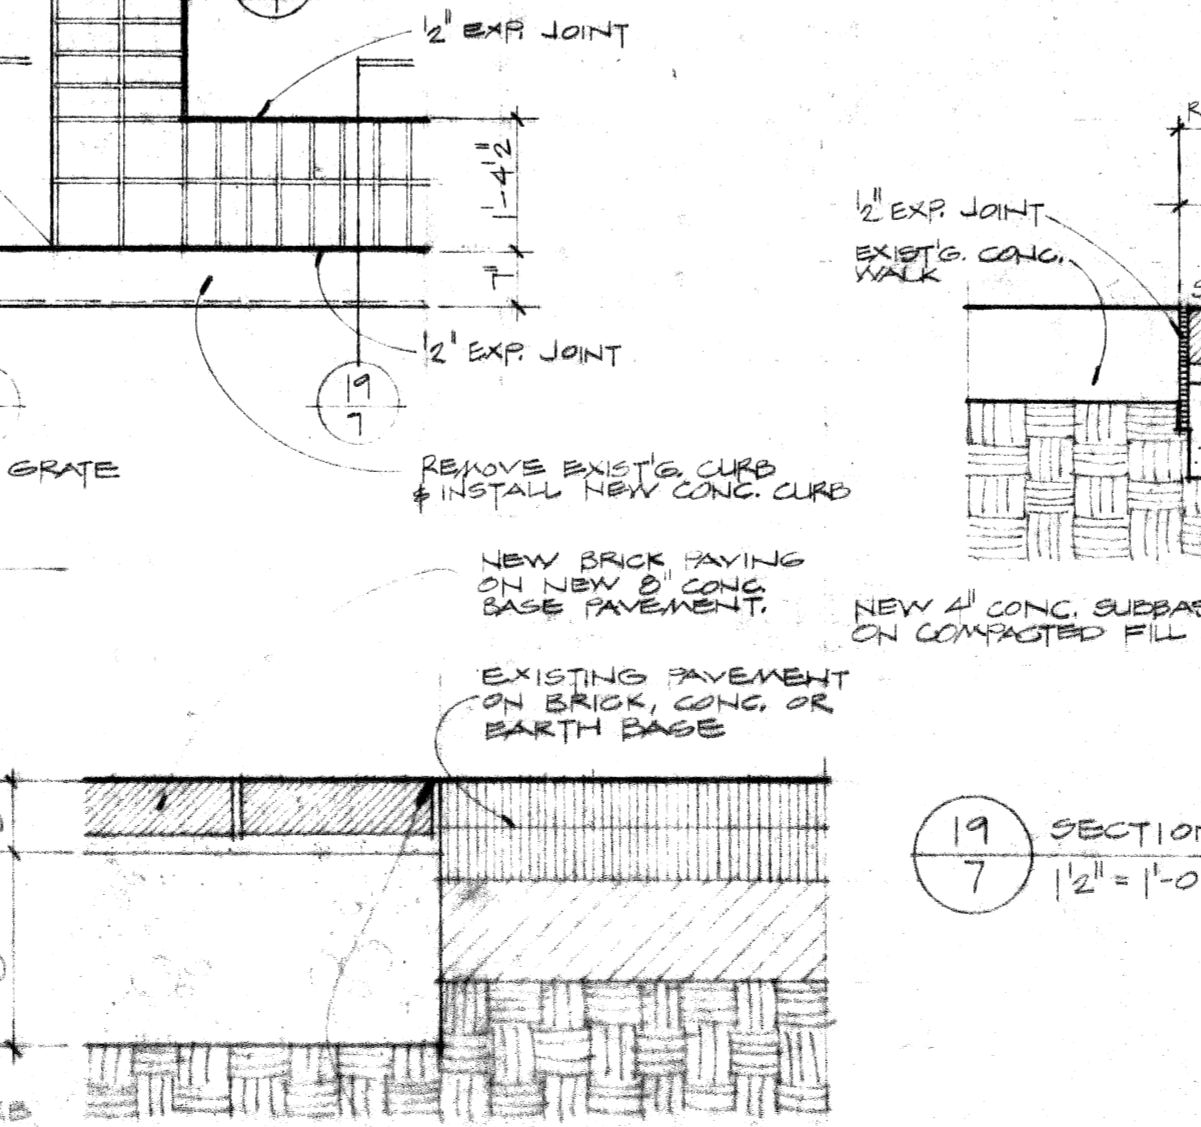 ½" EXP. JOINT
1'-4½"
7"
½" EXP. JOINT
19
7
GRATE
REMOVE EXIST'G. CURB
& INSTALL NEW CONC. CURB
NEW BRICK PAVING
ON NEW 8" CONC.
BASE PAVEMENT.
EXISTING PAVEMENT
ON BRICK, CONC. OR
EARTH BASE
R
½" EXP. JOINT
EXIST'G. CONC.
WALK
S
NEW 4" CONC. SUBBAS
ON COMPACTED FILL
19
7
SECTION
1½" = 1'-0